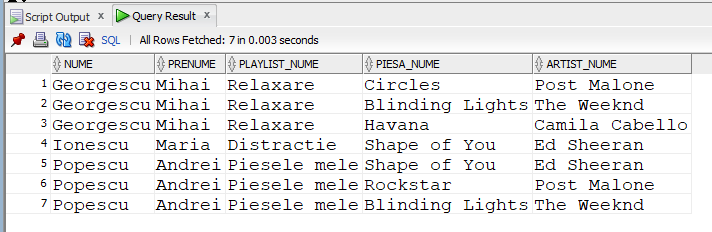 Script Output x Query Result x
SQL | All Rows Fetched: 7 in 0.003 seconds
NUME PRENUME PLAYLIST_NUME PIESA_NUME ARTIST_NUME
1 Georgescu Mihai Relaxare Circles Post Malone
2 Georgescu Mihai Relaxare Blinding Lights The Weeknd
3 Georgescu Mihai Relaxare Havana Camila Cabello
4 Ionescu Maria Distractie Shape of You Ed Sheeran
5 Popescu Andrei Piesele mele Shape of You Ed Sheeran
6 Popescu Andrei Piesele mele Rockstar Post Malone
7 Popescu Andrei Piesele mele Blinding Lights The Weeknd